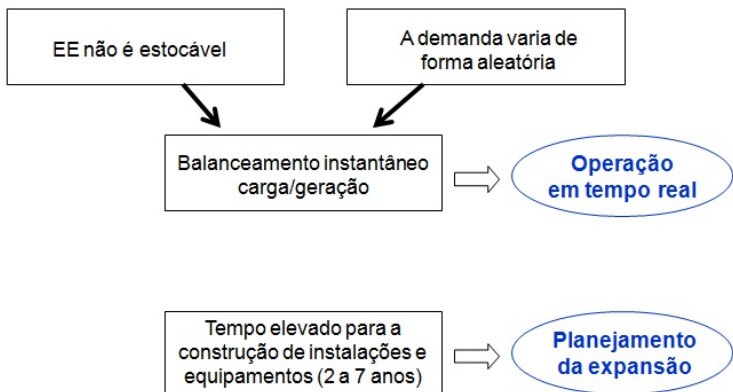 EE não é estocável
A demanda varia de
forma aleatória
Balanceamento instantâneo
carga/geração
Operação
em tempo real
Tempo elevado para a
construção de instalações e
equipamentos (2 a 7 anos)
Planejamento
da expansão